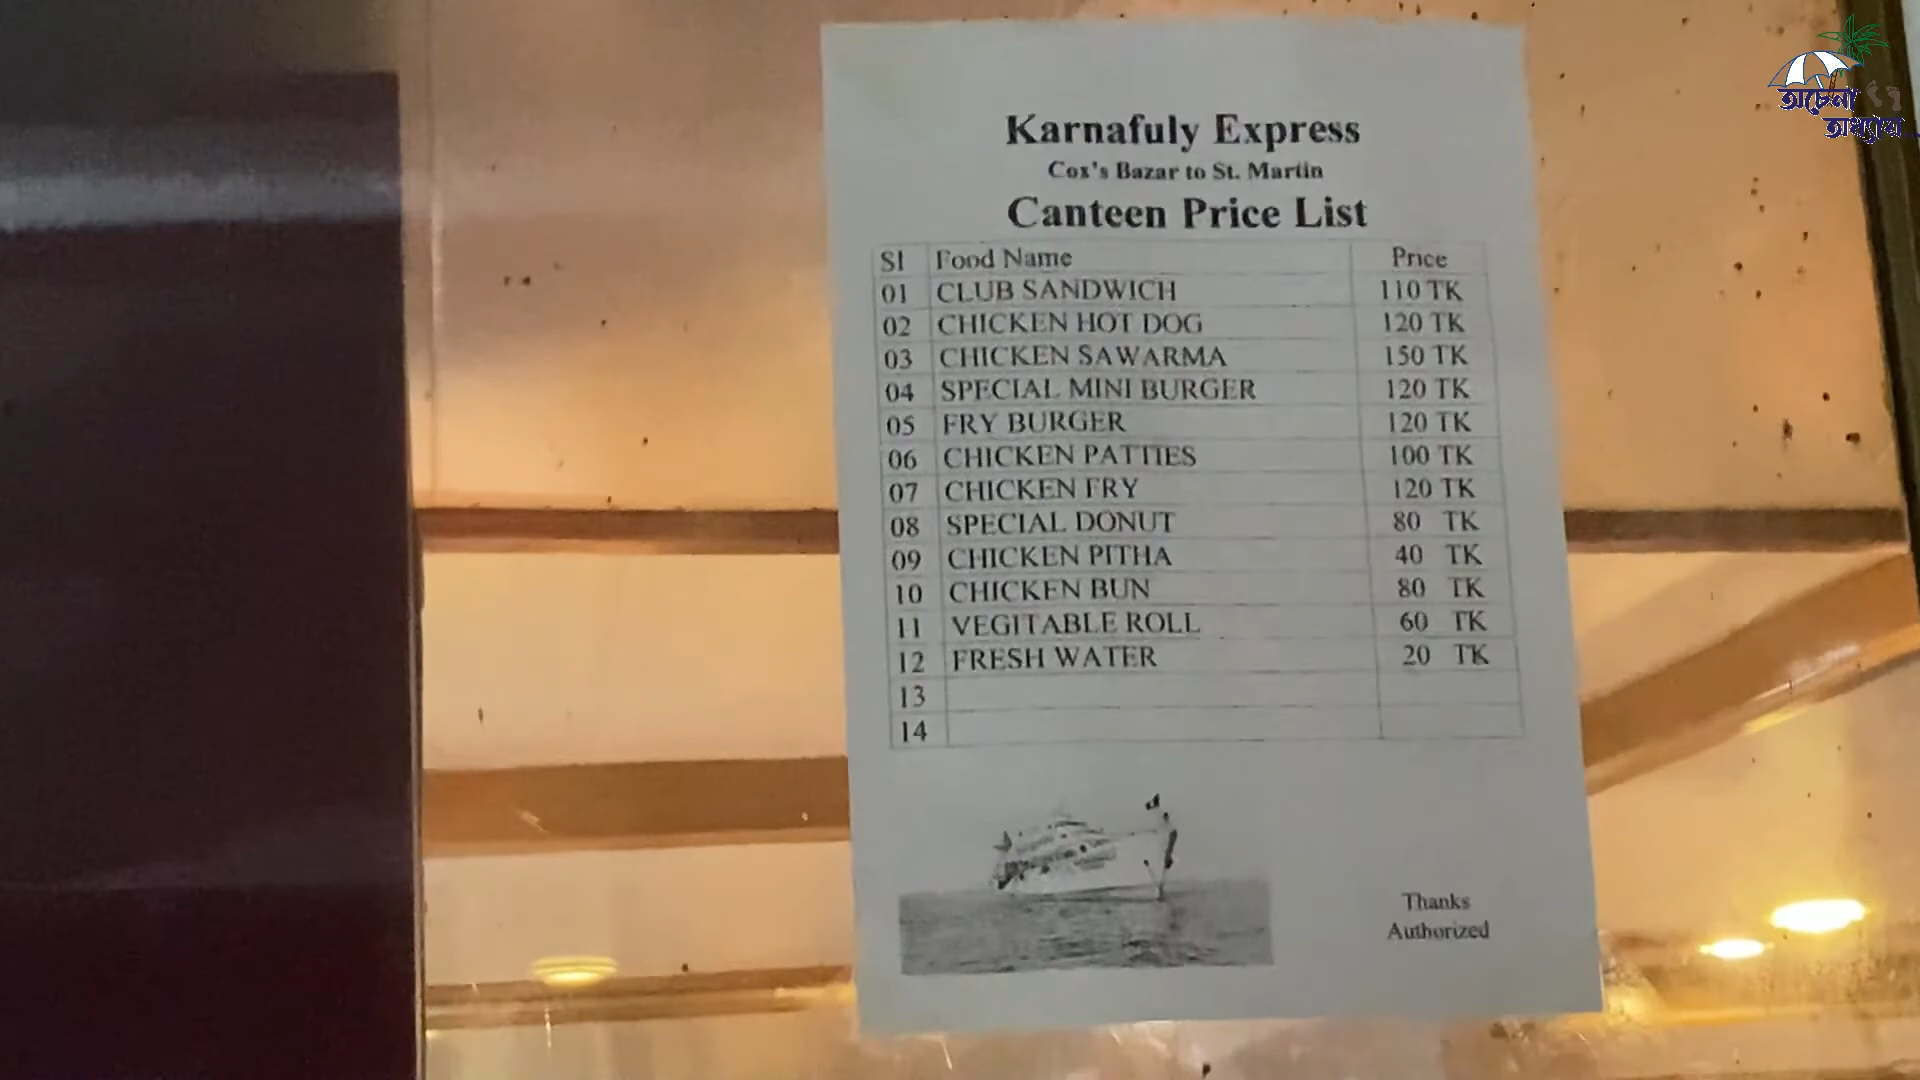 অচেনা
অধ্যায়
Karnafuly Express
Cox's Bazar to St. Martin
Canteen Price List
Sl Food Name Price
01 CLUB SANDWICH 110 TK
02 CHICKEN HOT DOG 120 TK
03 CHICKEN SAWARMA 150 TK
04 SPECIAL MINI BURGER 120 TK
05 FRY BURGER 120 TK
06 CHICKEN PATTIES 100 TK
07 CHICKEN FRY 120 TK
08 SPECIAL DONUT 80 TK
09 CHICKEN PITHA 40 TK
10 CHICKEN BUN 80 TK
11 VEGITABLE ROLL 60 TK
12 FRESH WATER 20 TK
13
14
Thanks
Authorized